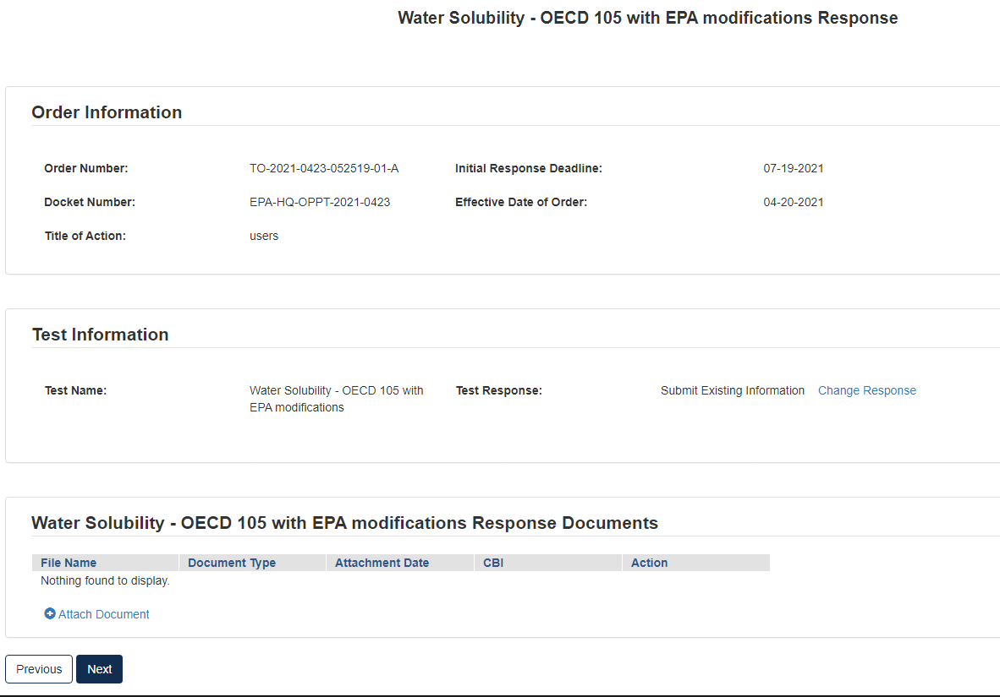 Water Solubility - OECD 105 with EPA modifications Response
Order Information
Order Number: TO-2021-0423-052519-01-A Initial Response Deadline: 07-19-2021
Docket Number: EPA-HQ-OPPT-2021-0423 Effective Date of Order: 04-20-2021
Title of Action: users
Test Information
Test Name: Water Solubility - OECD 105 with Test Response: Submit Existing Information Change Response
EPA modifications
Water Solubility - OECD 105 with EPA modifications Response Documents
File Name Document Type Attachment Date CBI Action
Nothing found to display.
Attach Document
Previous Next